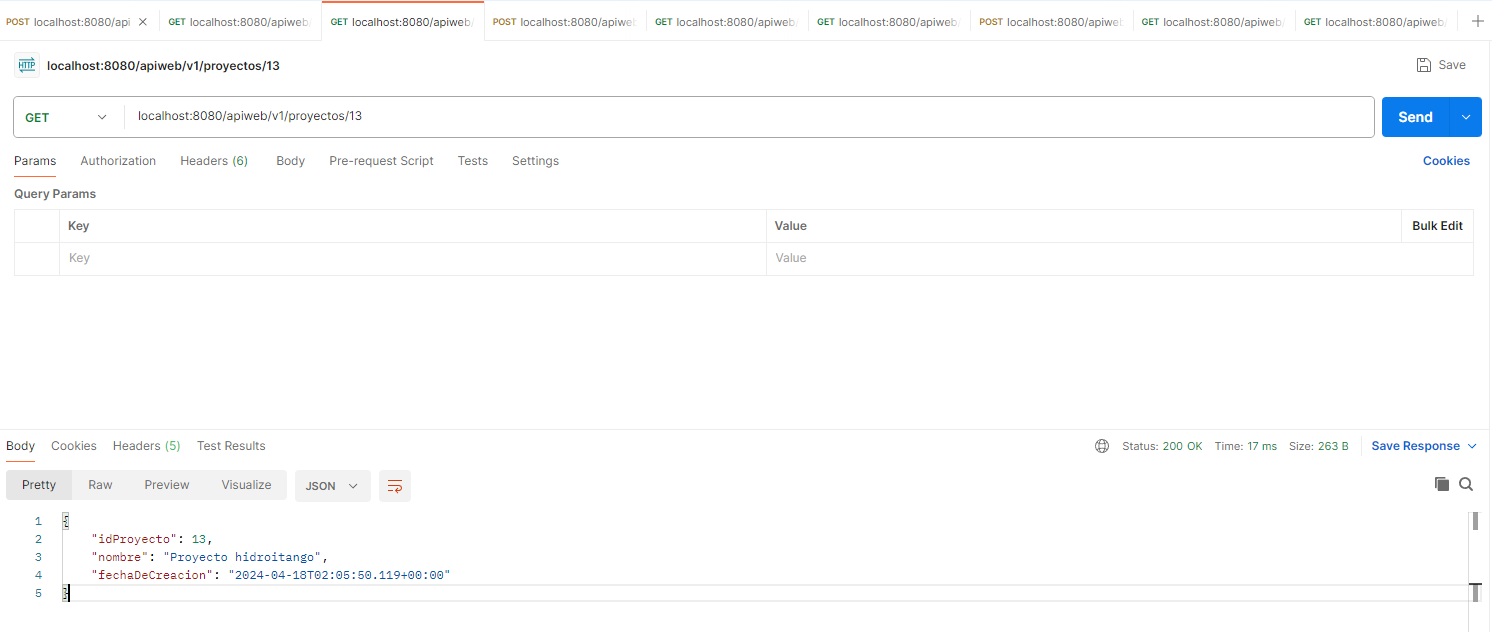 POST localhost:8080/api GET localhost:8080/apiweb GET localhost:8080/apiweb/ POST localhost:8080/apiweb GET localhost:8080/apiweb/ GET localhost:8080/apiweb/ POST localhost:8080/apiweb GET localhost:8080/apiweb/ GET localhost:8080/apiweb/
HTTP localhost:8080/apiweb/v1/proyectos/13 Save
GET localhost:8080/apiweb/v1/proyectos/13 Send
Params Authorization Headers (6) Body Pre-request Script Tests Settings Cookies
Query Params
Key Value Bulk Edit
Key Value
Body Cookies Headers (5) Test Results Status: 200 OK Time: 17 ms Size: 263 B Save Response
Pretty Raw Preview Visualize JSON
1 {
2 "idProyecto": 13,
3 "nombre": "Proyecto hidroitango",
4 "fechaDeCreacion": "2024-04-18T02:05:50.119+00:00"
5 }